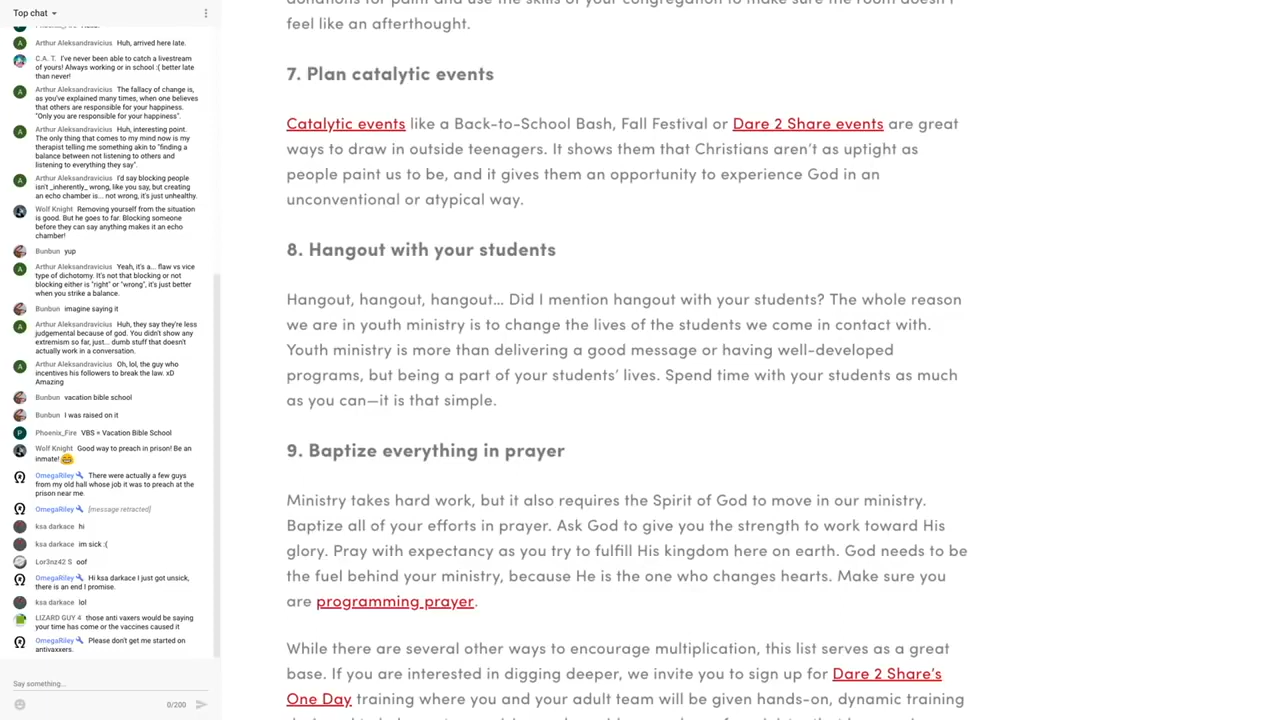 Top chat
Arthur Aleksandravicius Huh, arrived here late.
C.A. T. I've never been able to catch a livestream
of yours! Always working or in school :( better late
than never!
Arthur Aleksandravicius The fallacy of change is,
as you've explained many times, when one believes
that others are responsible for your happiness.
"Only you are responsible for your happiness".
Arthur Aleksandravicius Huh, interesting point.
The only thing that comes to my mind now is my
therapist telling me something akin to "finding a
balance between not listening to others and
listening to everything they say".
Arthur Aleksandravicius I'd say blocking people
isn't _inherently_ wrong, like you say, but creating
an echo chamber is... not wrong, it's just unhealthy.
Wolf Knight Removing yourself from the situation
is good. But he goes to far. Blocking someone
before they can say anything makes it an echo
chamber!
Bunbun yup
Arthur Aleksandravicius Yeah, it's a... flaw vs vice
type of dichotomy. It's not that blocking or not
blocking either is "right" or "wrong", it's just better
when you strike a balance.
Bunbun imagine saying it
Arthur Aleksandravicius Huh, they say they're less
judgemental because of god. You didn't show any
extremism so far, just... dumb stuff that doesn't
actually work in a conversation.
Arthur Aleksandravicius Oh, lol, the guy who
incentives his followers to break the law. xD
Amazing
Bunbun vacation bible school
Bunbun I was raised on it
Phoenix_Fire VBS = Vacation Bible School
Wolf Knight Good way to preach in prison! Be an
inmate!
OmegaRiley There were actually a few guys
from my old hall whose job it was to preach at the
prison near me.
OmegaRiley [message retracted]
ksa darkace hi
ksa darkace im sick :(
Lor3nz42 S oof
OmegaRiley Hi ksa darkace I just got unsick,
there is an end I promise.
ksa darkace lol
LIZARD GUY 4 those anti vaxers would be saying
your time has come or the vaccines caused it
OmegaRiley Please don't get me started on
antivaxxers.
Say something...
0/200
feel like an afterthought.
7. Plan catalytic events
Catalytic events like a Back-to-School Bash, Fall Festival or Dare 2 Share events are great
ways to draw in outside teenagers. It shows them that Christians aren't as uptight as
people paint us to be, and it gives them an opportunity to experience God in an
unconventional or atypical way.
8. Hangout with your students
Hangout, hangout, hangout... Did I mention hangout with your students? The whole reason
we are in youth ministry is to change the lives of the students we come in contact with.
Youth ministry is more than delivering a good message or having well-developed
programs, but being a part of your students' lives. Spend time with your students as much
as you can—it is that simple.
9. Baptize everything in prayer
Ministry takes hard work, but it also requires the Spirit of God to move in our ministry.
Baptize all of your efforts in prayer. Ask God to give you the strength to work toward His
glory. Pray with expectancy as you try to fulfill His kingdom here on earth. God needs to be
the fuel behind your ministry, because He is the one who changes hearts. Make sure you
are programming prayer.
While there are several other ways to encourage multiplication, this list serves as a great
base. If you are interested in digging deeper, we invite you to sign up for Dare 2 Share's
One Day training where you and your adult team will be given hands-on, dynamic training